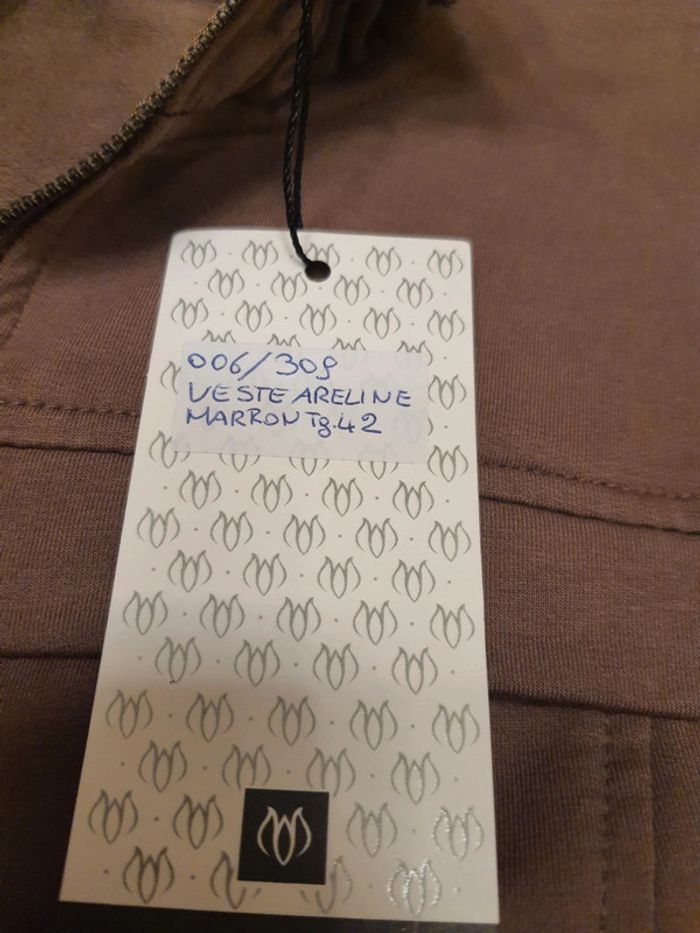 006/309
VESTE ARELINE
MARRON Tg.42